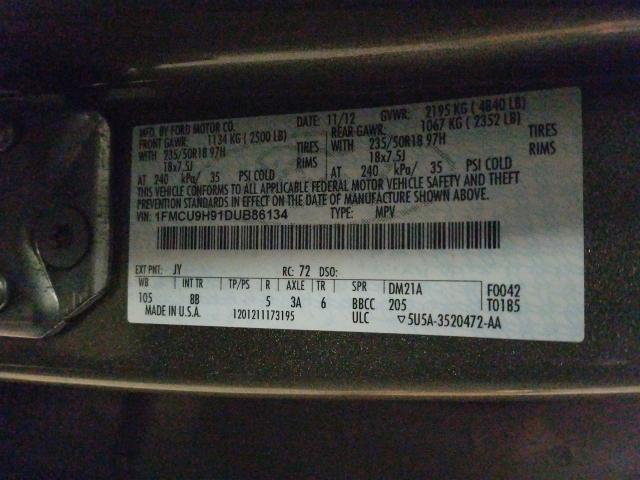 MFD. BY FORD MOTOR CO. DATE: 11/12 GVWR: 2195 KG ( 4840 LB)
FRONT GAWR: 1134 KG ( 2500 LB) REAR GAWR: 1067 KG ( 2352 LB)
WITH 235/50R18 97H TIRES WITH 235/50R18 97H TIRES
18x7.5J RIMS 18x7.5J RIMS
AT 240 kPa/ 35 PSI COLD AT 240 kPa/ 35 PSI COLD
THIS VEHICLE CONFORMS TO ALL APPLICABLE FEDERAL MOTOR VEHICLE SAFETY AND THEFT
PREVENTION STANDARDS IN EFFECT ON THE DATE OF MANUFACTURE SHOWN ABOVE.
VIN: 1FMCU9H91DUB86134 TYPE: MPV
EXT PNT: JY RC: 72 DSO:
WB INT TR TP/PS R AXLE TR SPR DM21A F0042
105 BB 5 3A 6 BBCC 205 T0185
MADE IN U.S.A. 1201211173195 ULC ▽5U5A-3520472-AA